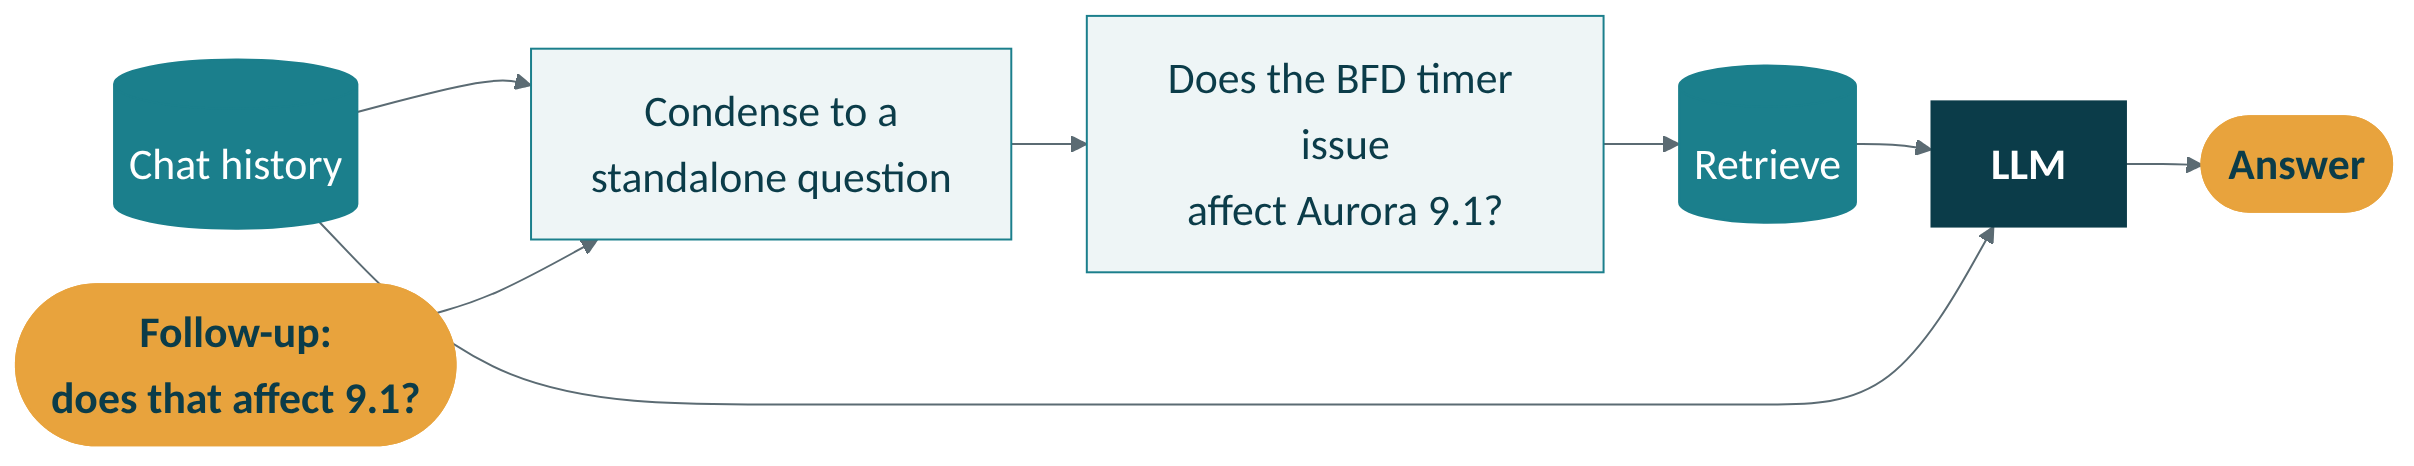 Chat history
Follow-up:
does that affect 9.1?
Condense to a
standalone question
Does the BFD timer
issue
affect Aurora 9.1?
Retrieve
LLM
Answer